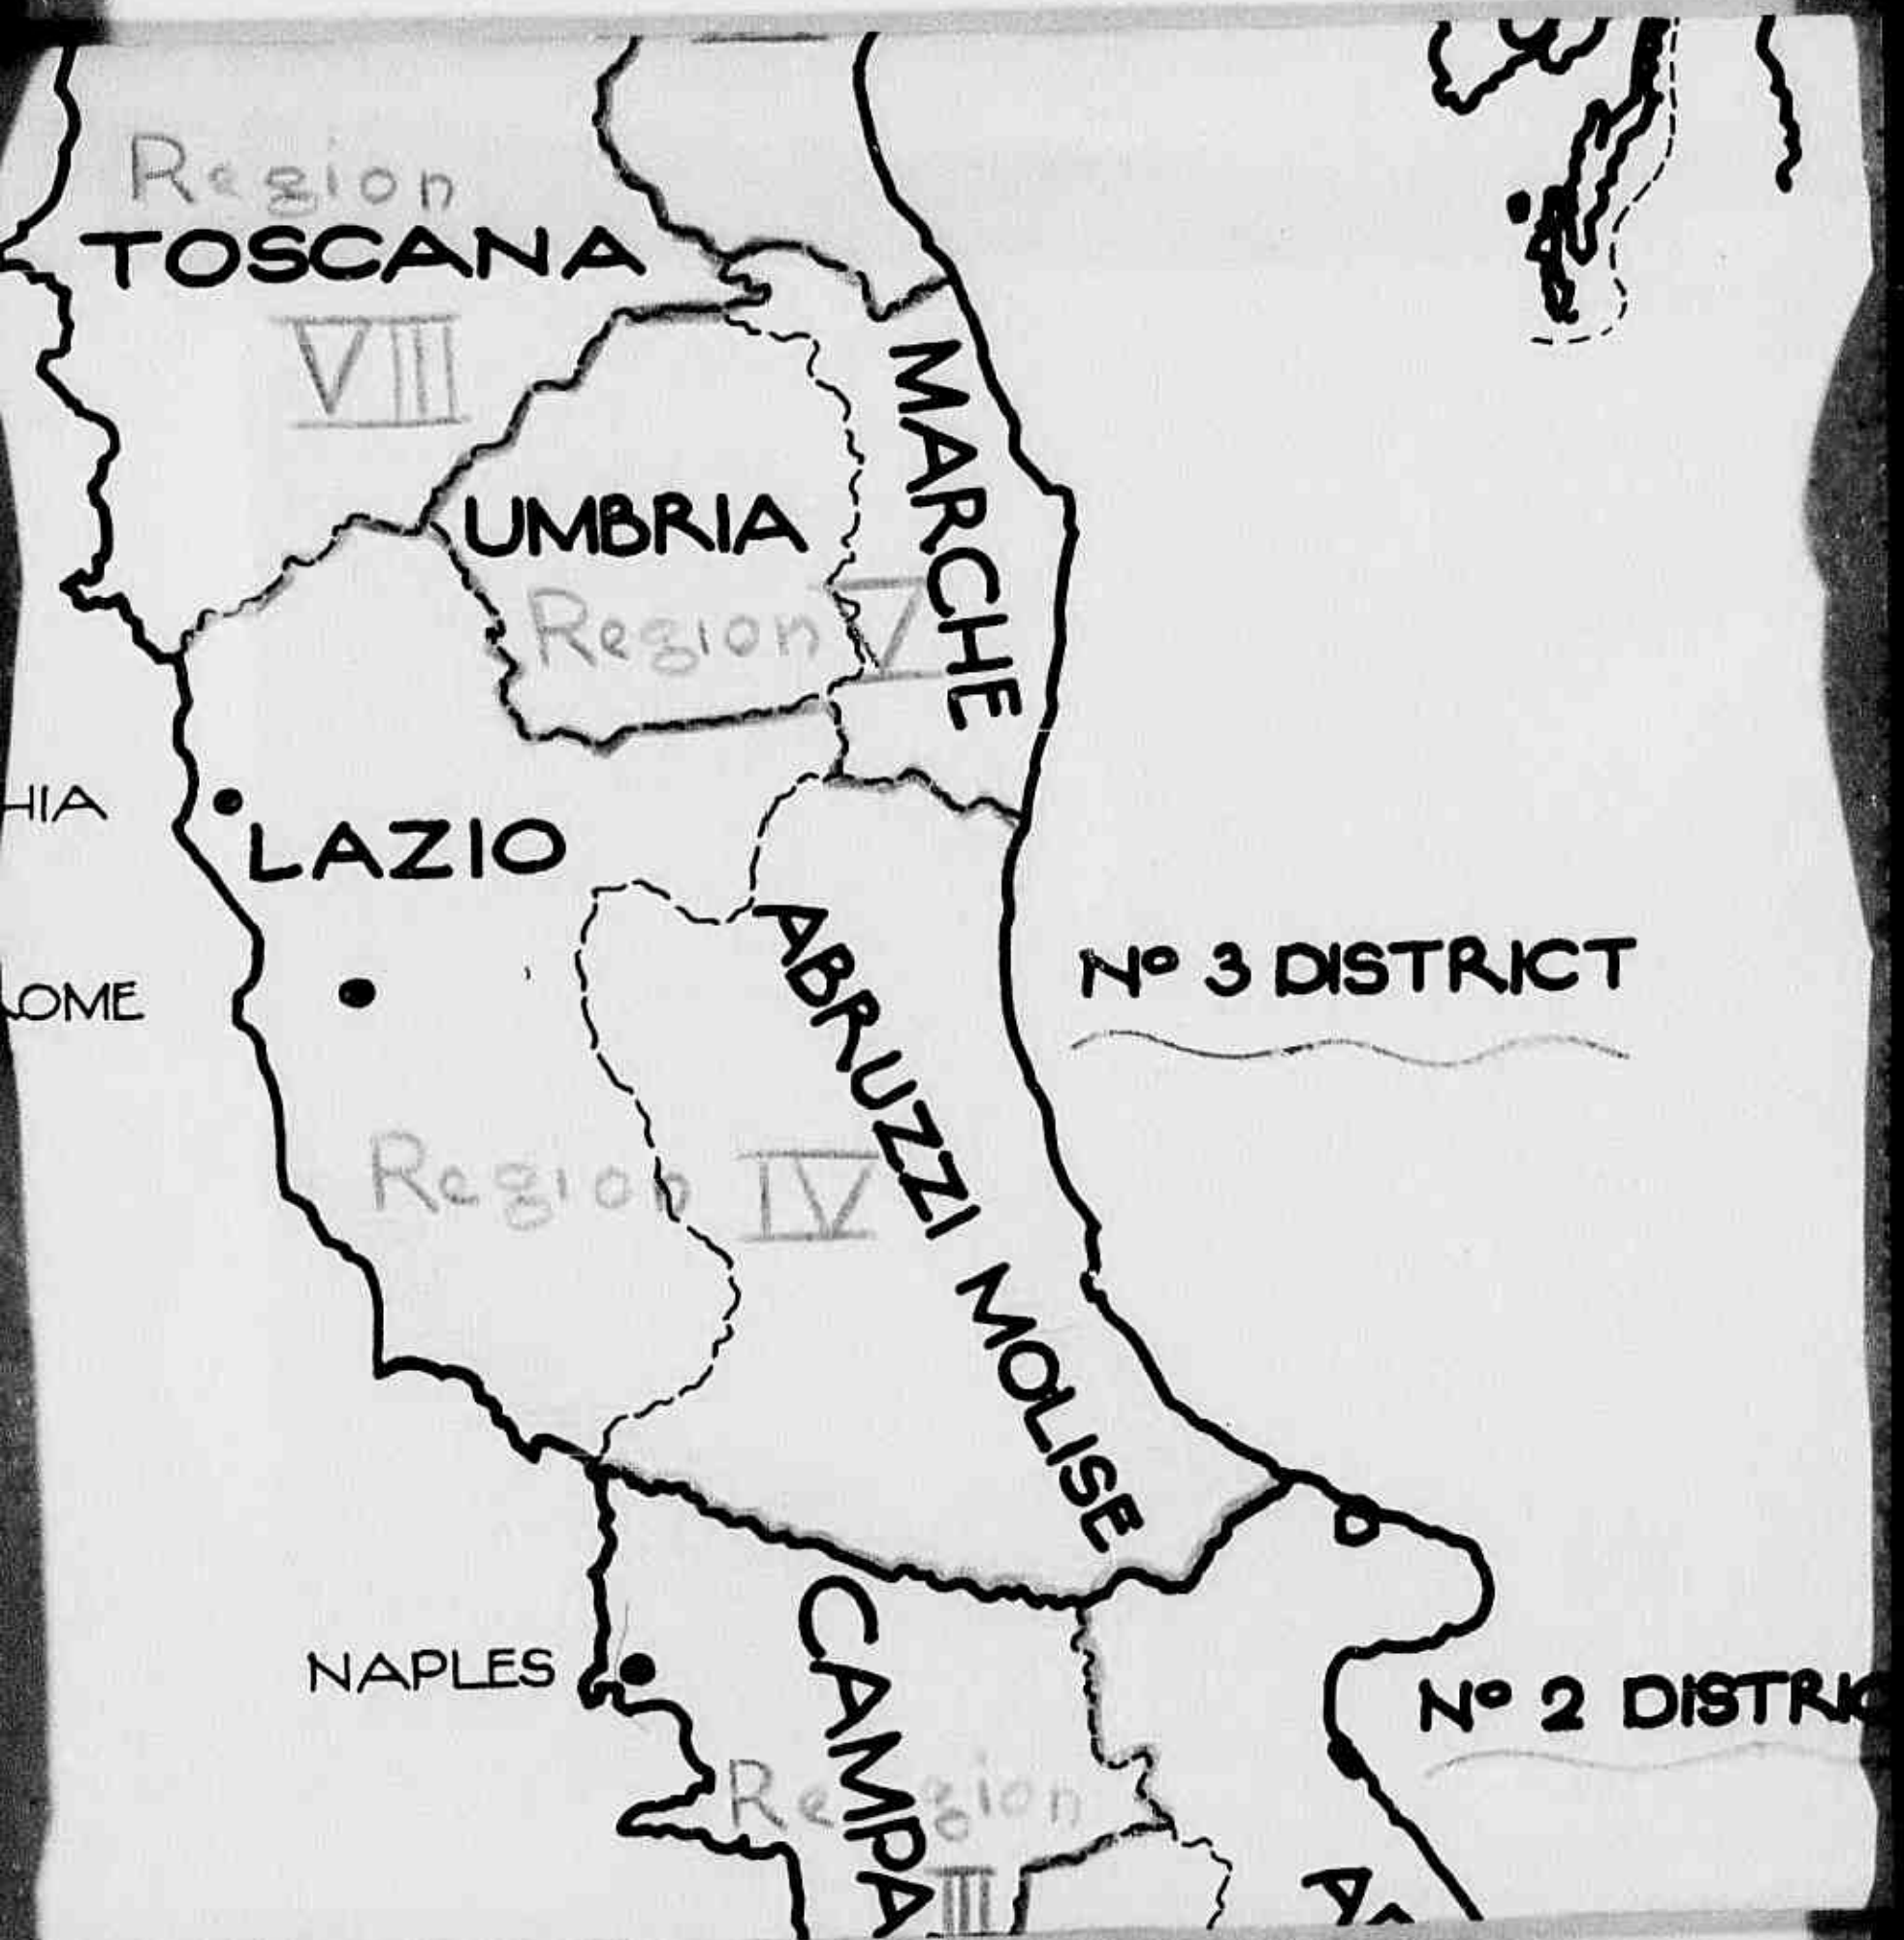 Region
TOSCANA
VIII
MARCHE
UMBRIA
Region V
HIA
LAZIO
ABRUZZI MOLISE
No 3 DISTRICT
OME
Region IV
CAMPA
NAPLES
No 2 DISTRIC
Region
III